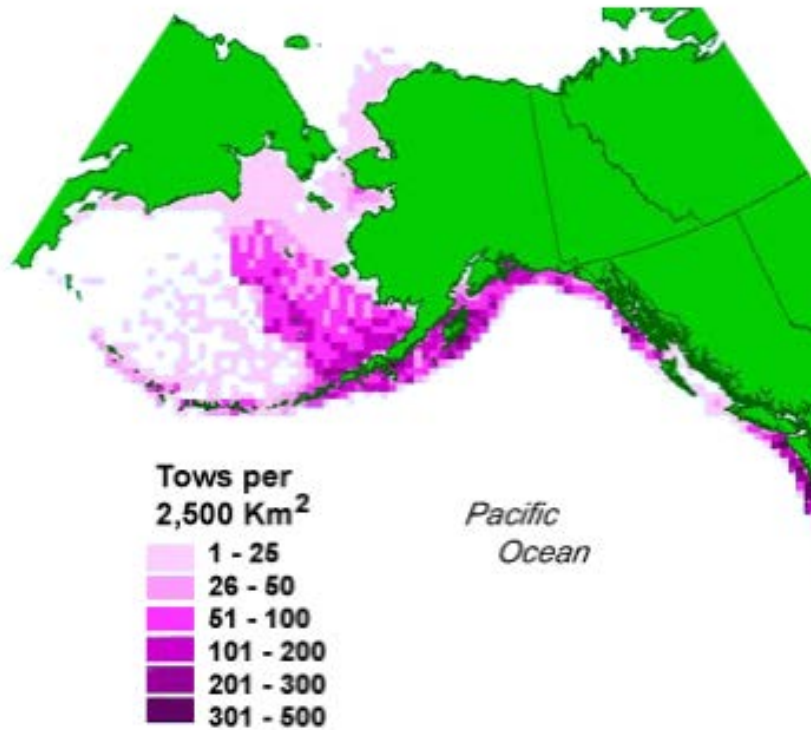 Tows per
2,500 Km²
1 - 25
26 - 50
51 - 100
101 - 200
201 - 300
301 - 500
Pacific
Ocean